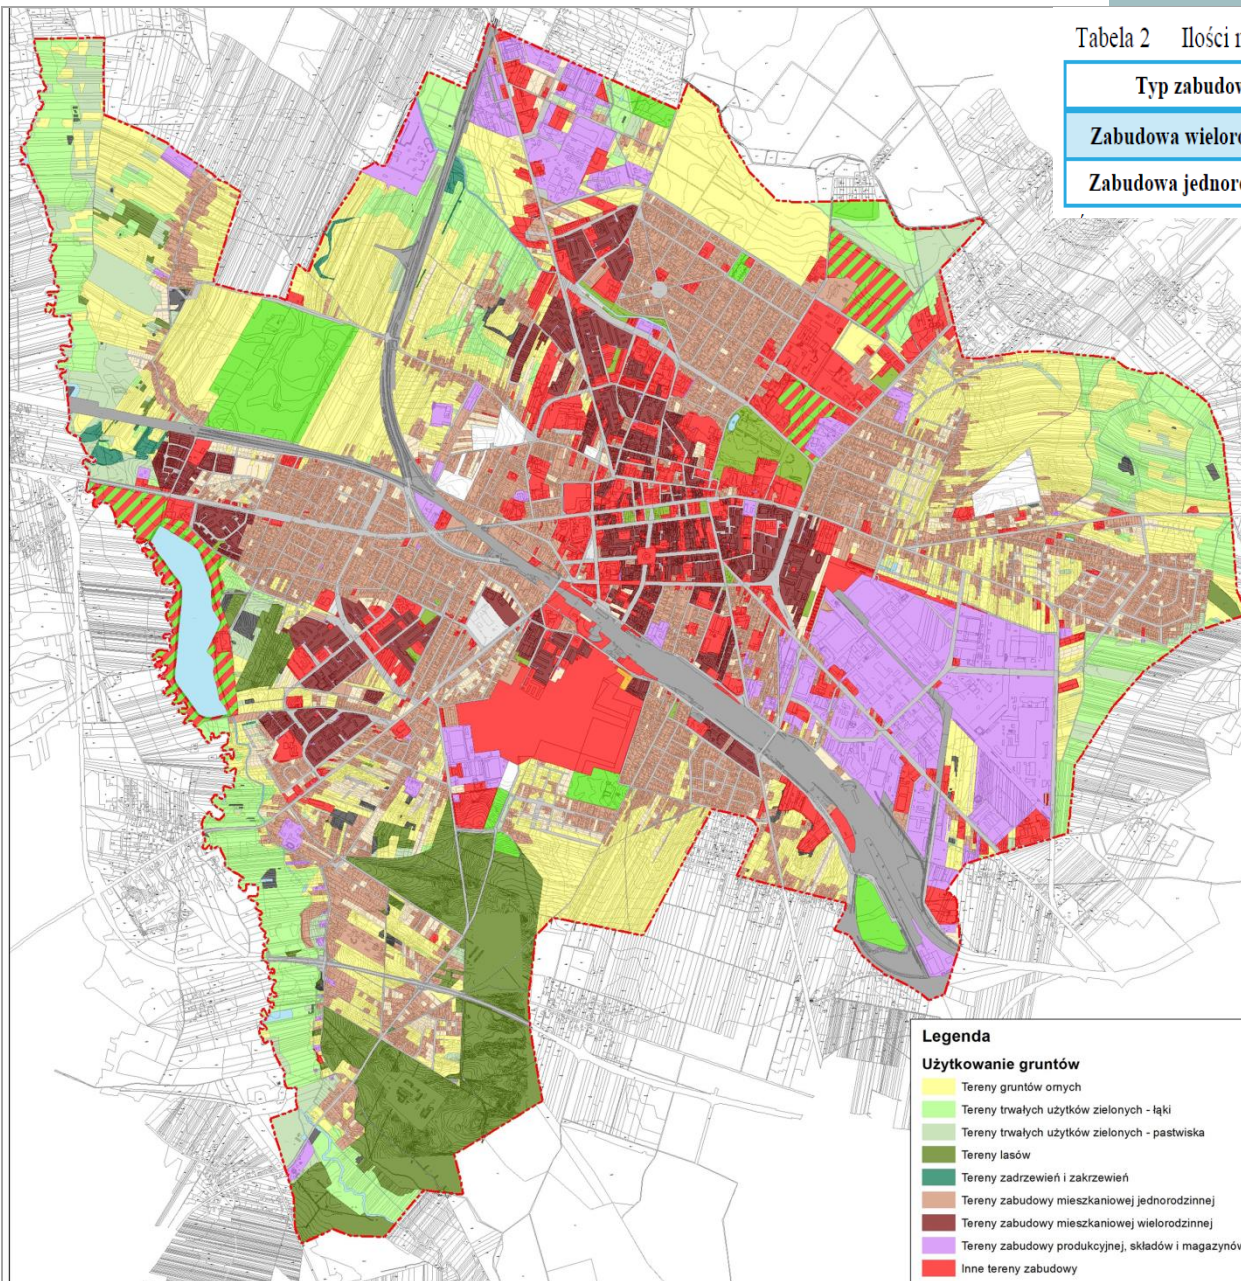 Tabela 2 Ilości
Typ zabudow
Zabudowa wieloro
Zabudowa jednoro
Legenda
Użytkowanie gruntów
Tereny gruntów ornych
Tereny trwałych użytków zielonych - łąki
Tereny trwałych użytków zielonych - pastwiska
Tereny lasów
Tereny zadrzewień i zakrzewień
Tereny zabudowy mieszkaniowej jednorodzinnej
Tereny zabudowy mieszkaniowej wielorodzinnej
Tereny zabudowy produkcyjnej, składów i magazynów
Inne tereny zabudowy